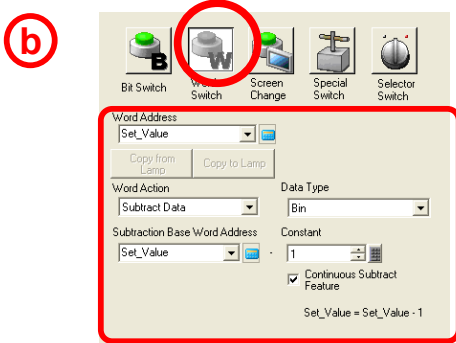 b
B
W
Bit Switch
Word Switch
Screen Change
Special Switch
Selector Switch
Word Address
Set_Value
Copy from Lamp
Copy to Lamp
Word Action
Data Type
Subtract Data
Bin
Subtraction Base Word Address
Constant
Set_Value
-
1
Continuous Subtract
Feature
Set_Value = Set_Value - 1